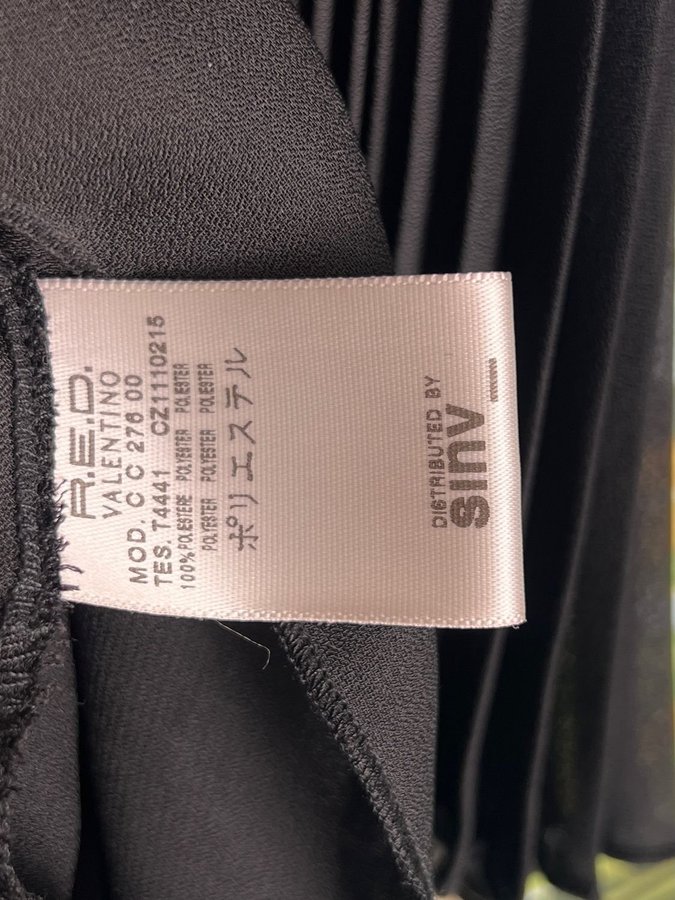 R.E.D.
VALENTINO
MOD. C C 276 00
TES. T4441 CZ1110215
100%POLIESTERE POLYESTER POLYESTER
POLYESTER POLYESTER POLYESTER
ポリエステル
DISTRIBUTED BY
SINV